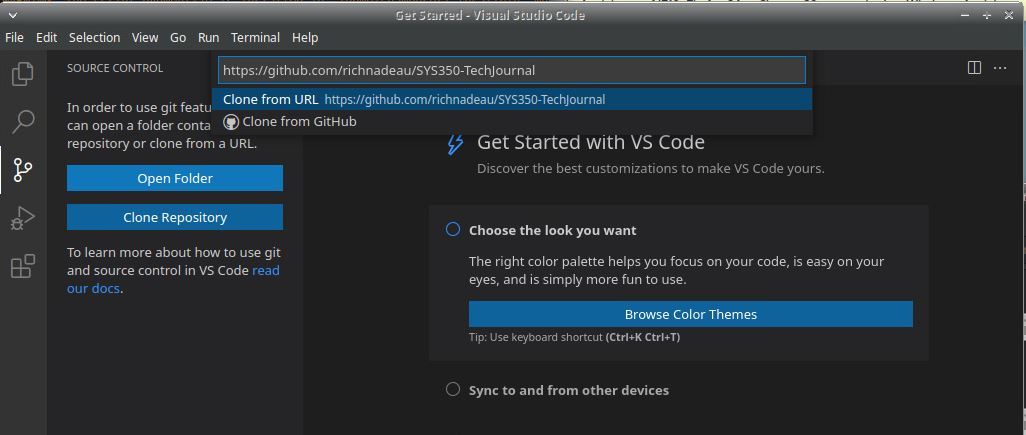 Get Started - Visual Studio Code
File Edit Selection View Go Run Terminal Help
SOURCE CONTROL
https://github.com/richnadeau/SYS350-TechJournal
Clone from URL https://github.com/richnadeau/SYS350-TechJournal
Clone from GitHub
In order to use git featu
can open a folder conta
repository or clone from a URL.
Open Folder
Clone Repository
To learn more about how to use git
and source control in VS Code read
our docs.
Get Started with VS Code
Discover the best customizations to make VS Code yours.
Choose the look you want
The right color palette helps you focus on your code, is easy on your
eyes, and is simply more fun to use.
Browse Color Themes
Tip: Use keyboard shortcut (Ctrl+K Ctrl+T)
Sync to and from other devices